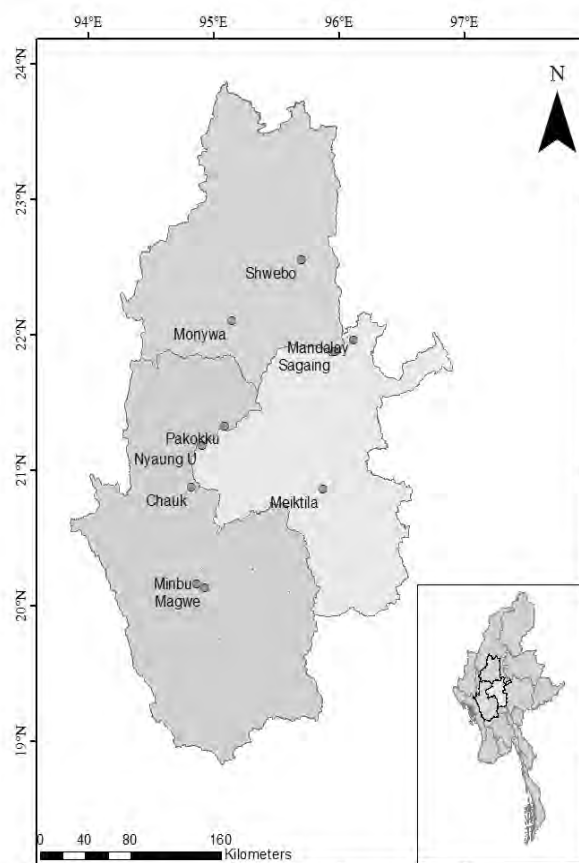 94°E 95°E 96°E 97°E
24°N
N
23°N
Shwebo
Monywa
22°N
Mandalay
Sagaing
Pakokku
Nyaung U
21°N
Chauk
Meiktila
Minbu
Magwe
20°N
19°N
0 40 80 160
Kilometers